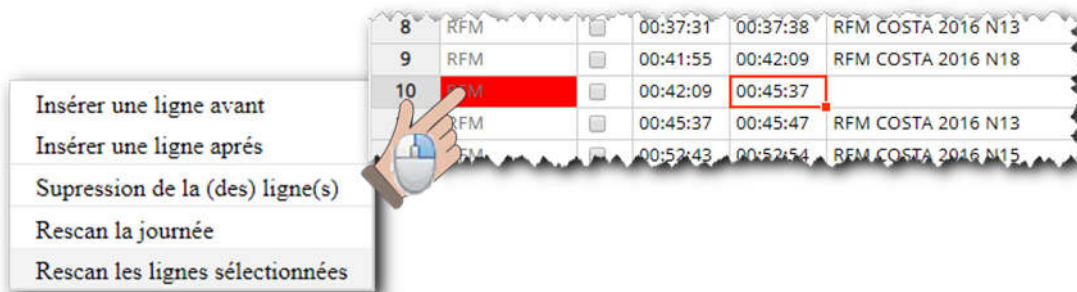 8 RFM 00:37:31 00:37:38 RFM COSTA 2016 N13
9 RFM 00:41:55 00:42:09 RFM COSTA 2016 N18
10 RFM 00:42:09 00:45:37
RFM 00:45:37 00:45:47 RFM COSTA 2016 N13
RFM 00:52:43 00:52:54 RFM COSTA 2016 N15
Insérer une ligne avant
Insérer une ligne aprés
Supression de la (des) ligne(s)
Rescan la journée
Rescan les lignes sélectionnées